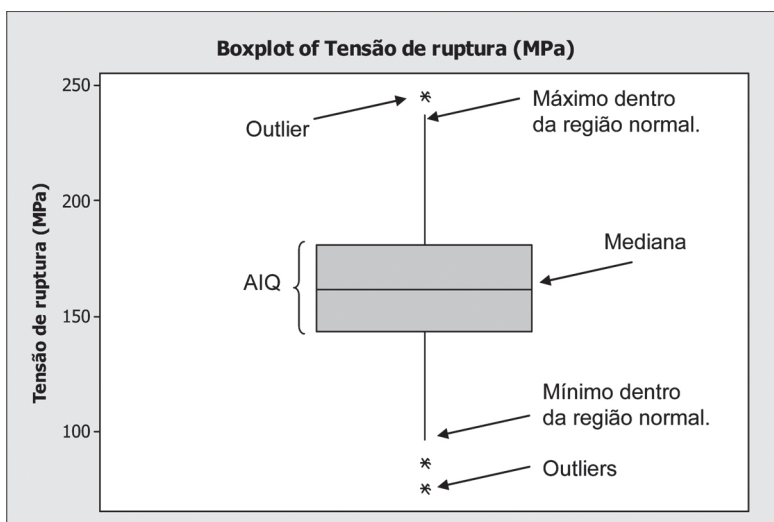 Boxplot of Tensão de ruptura (MPa)
Tensão de ruptura (MPa)
250
200
150
100
Outlier
Máximo dentro
da região normal.
Mediana
AIQ
Mínimo dentro
da região normal.
Outliers